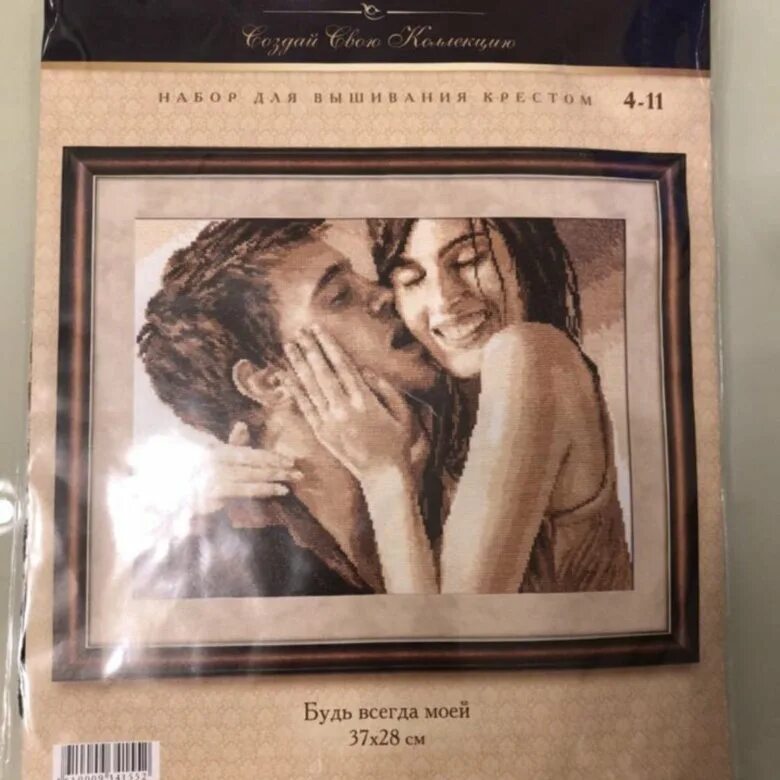 Создай Свою Коллекцию
НАБОР ДЛЯ ВЫШИВАНИЯ КРЕСТОМ 4-11
Будь всегда моей
37х28 см